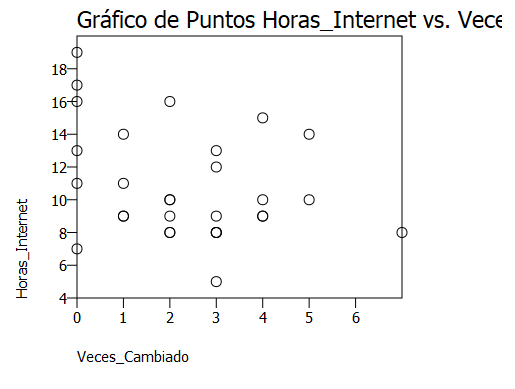 Gráfico de Puntos Horas_Internet vs. Vece
18
16
14
12
10
8
6
4
Horas_Internet
0 1 2 3 4 5 6
Veces_Cambiado